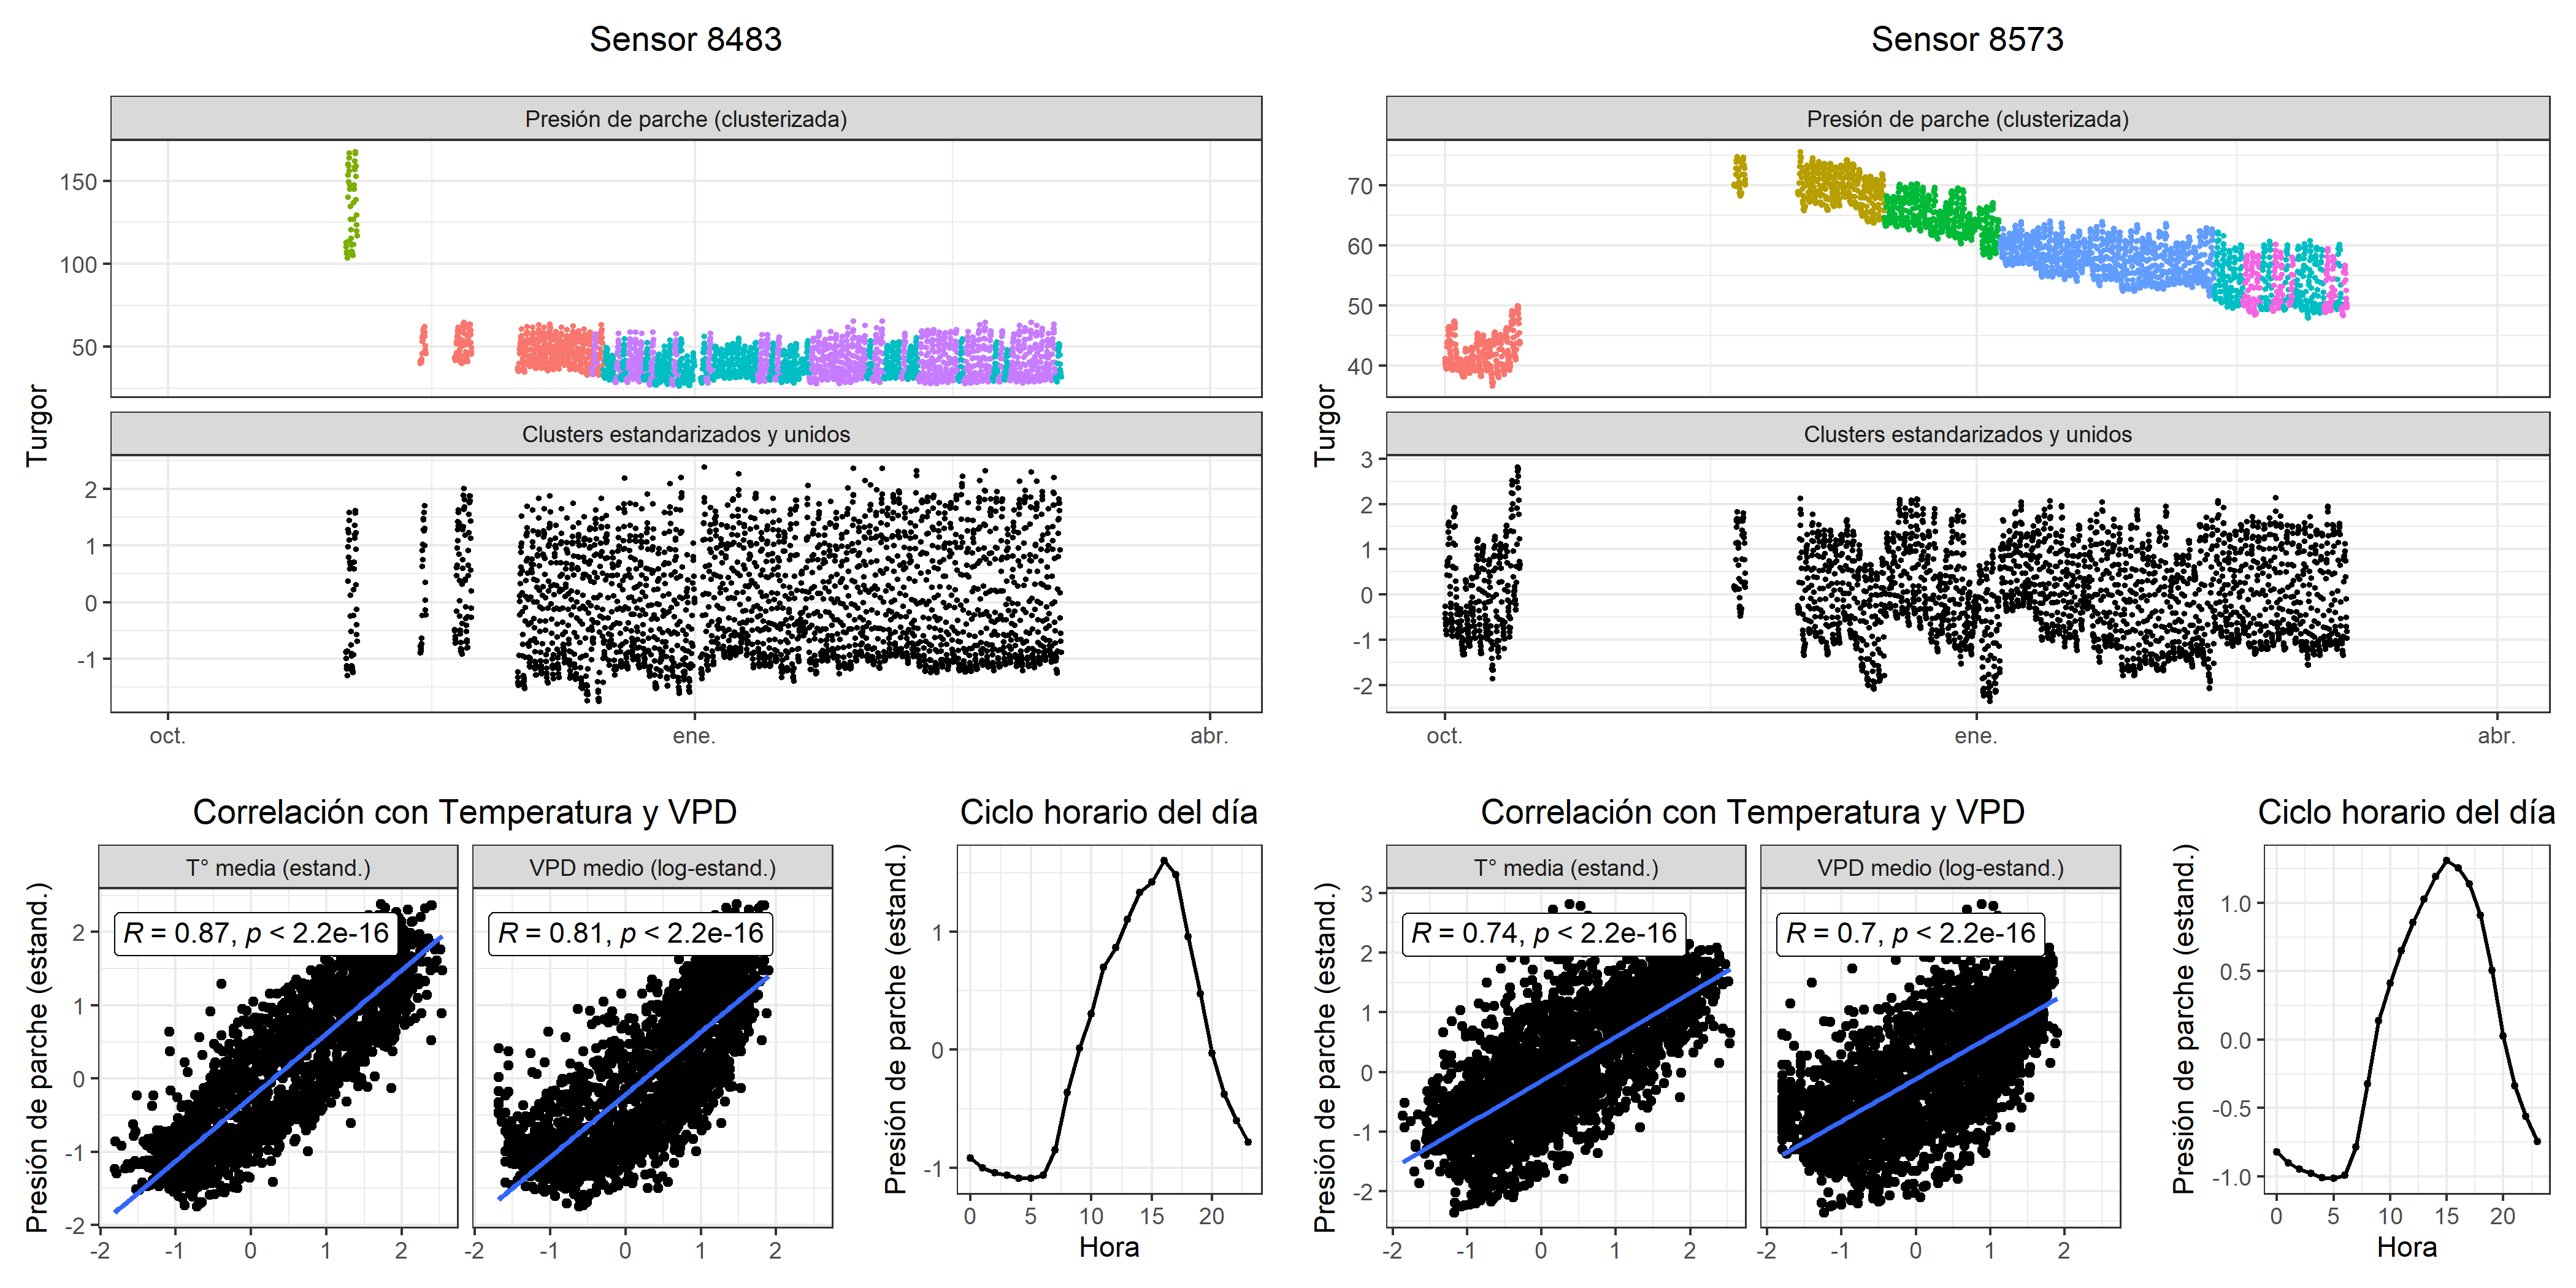 Sensor 8483
Presión de parche (clusterizada)
150
100
50
Turgor
Clusters estandarizados y unidos
2
1
0
-1
oct.
ene.
abr.
Correlación con Temperatura y VPD
T° media (estand.)
VPD medio (log-estand.)
R = 0.87, p < 2.2e-16
R = 0.81, p < 2.2e-16
Presión de parche (estand.)
2
1
0
-1
-2
-2 -1 0 1 2
-2 -1 0 1 2
Ciclo horario del día
Presión de parche (estand.)
1
0
-1
0 5 10 15 20
Hora
Sensor 8573
Presión de parche (clusterizada)
70
60
50
40
Turgor
Clusters estandarizados y unidos
3
2
1
0
-1
-2
oct.
ene.
abr.
Correlación con Temperatura y VPD
T° media (estand.)
VPD medio (log-estand.)
R = 0.74, p < 2.2e-16
R = 0.7, p < 2.2e-16
Presión de parche (estand.)
3
2
1
0
-1
-2
-2 -1 0 1 2
-2 -1 0 1 2
Ciclo horario del día
Presión de parche (estand.)
1.0
0.5
0.0
-0.5
-1.0
0 5 10 15 20
Hora